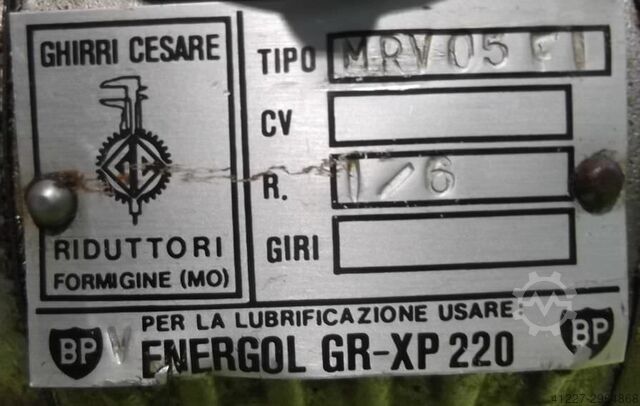 GHIRRI CESARE
RIDUTTORI
FORMIGINE (MO)
TIPO MRV05 FI
CV
R. 1/6
GIRI
PER LA LUBRIFICAZIONE USARE:
BP V ENERGOL GR-XP 220 BP